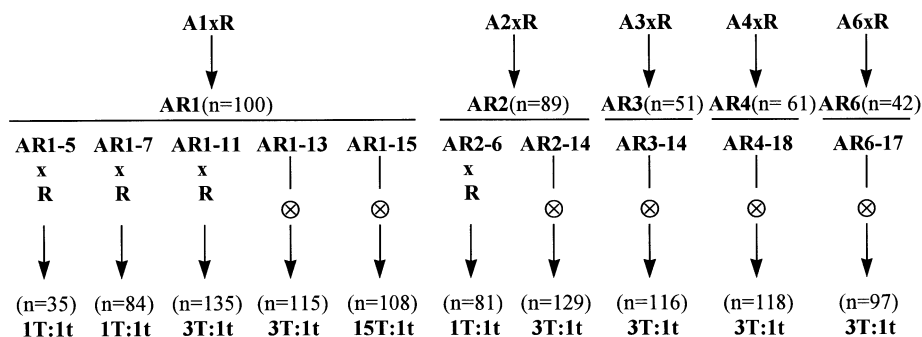 A1xR A2xR A3xR A4xR A6xR
AR1(n=100) AR2(n=89) AR3(n=51) AR4(n= 61) AR6(n=42)
AR1-5 AR1-7 AR1-11 AR1-13 AR1-15 AR2-6 AR2-14 AR3-14 AR4-18 AR6-17
x x x x
R R R R
(n=35) (n=84) (n=135) (n=115) (n=108) (n=81) (n=129) (n=116) (n=118) (n=97)
1T:1t 1T:1t 3T:1t 3T:1t 15T:1t 1T:1t 3T:1t 3T:1t 3T:1t 3T:1t